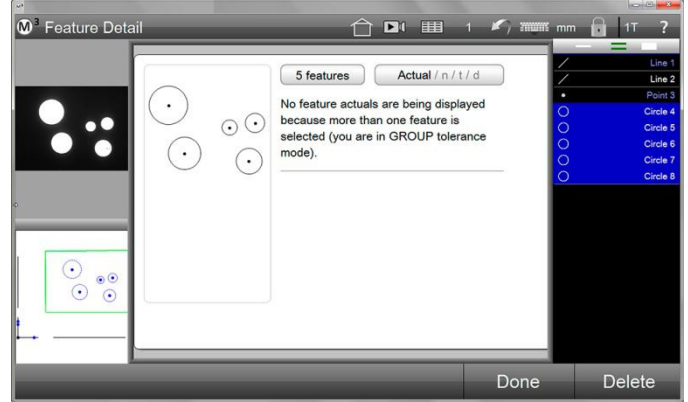 M³ Feature Detail
1
mm
1T ?
5 features
Actual / n / t / d
No feature actuals are being displayed
because more than one feature is
selected (you are in GROUP tolerance
mode).
Line 1
Line 2
Point 3
Circle 4
Circle 5
Circle 6
Circle 7
Circle 8
Done
Delete